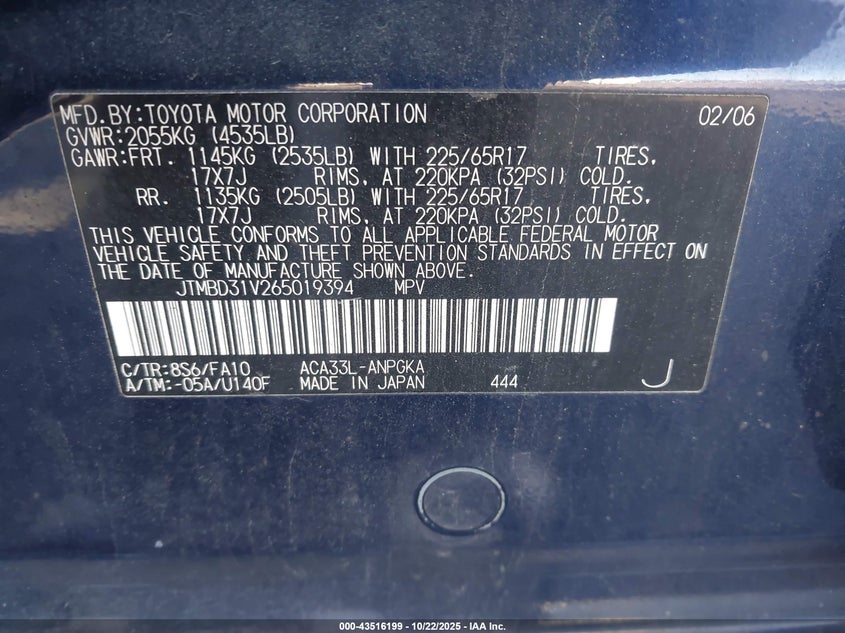 MFD.BY:TOYOTA MOTOR CORPORATION 02/06
GVWR:2055KG (4535LB)
GAWR:FRT. 1145KG (2535LB) WITH 225/65R17 TIRES,
17X7J RIMS, AT 220KPA (32PSI) COLD.
RR. 1135KG (2505LB) WITH 225/65R17 TIRES,
17X7J RIMS, AT 220KPA (32PSI) COLD.
THIS VEHICLE CONFORMS TO ALL APPLICABLE FEDERAL MOTOR
VEHICLE SAFETY AND THEFT PREVENTION STANDARDS IN EFFECT ON
THE DATE OF MANUFACTURE SHOWN ABOVE.
JTMBD31V265019394 MPV
C/TR:8S6/FA10 ACA33L-ANPGKA
A/TM:-05A/U140F MADE IN JAPAN 444 J
000-43516199 - 10/22/2025 - IAA Inc.